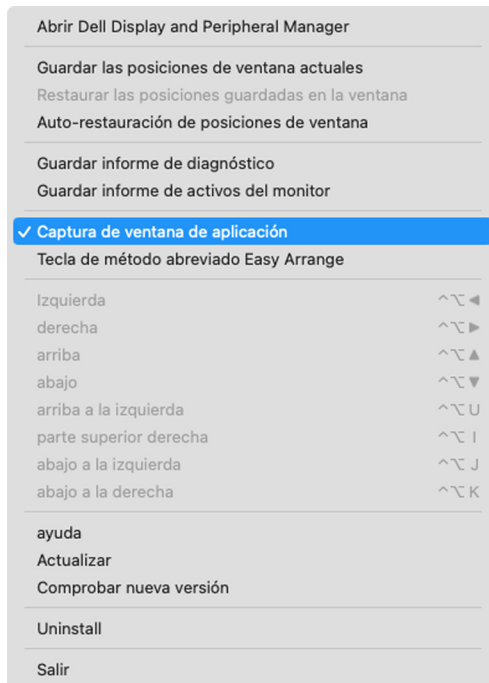 Abrir Dell Display and Peripheral Manager
Guardar las posiciones de ventana actuales
Restaurar las posiciones guardadas en la ventana
Auto-restauración de posiciones de ventana
Guardar informe de diagnóstico
Guardar informe de activos del monitor
✓ Captura de ventana de aplicación
Tecla de método abreviado Easy Arrange
Izquierda ^⌥◀
derecha ^⌥▶
arriba ^⌥▲
abajo ^⌥▼
arriba a la izquierda ^⌥ U
parte superior derecha ^⌥ I
abajo a la izquierda ^⌥ J
abajo a la derecha ^⌥ K
ayuda
Actualizar
Comprobar nueva versión
Uninstall
Salir